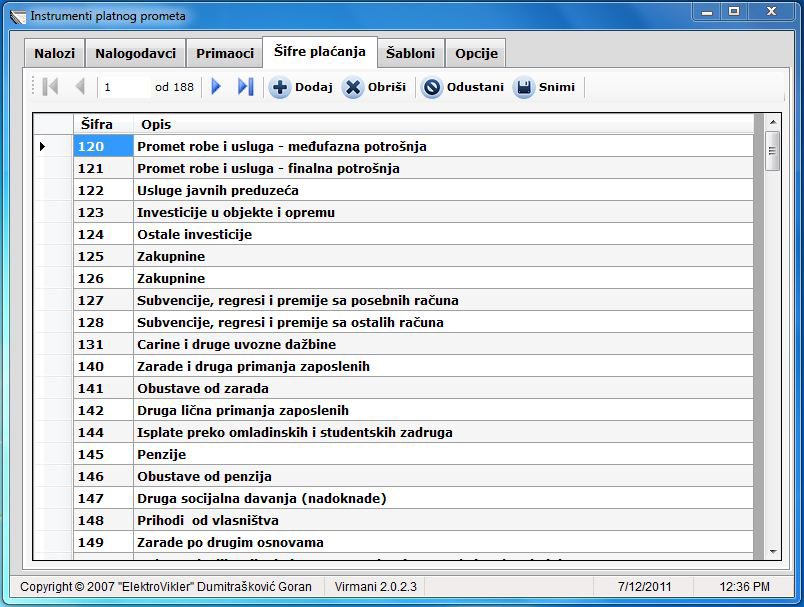 Instrumenti platnog prometa
Nalozi Nalogodavci Primaoci Šifre plaćanja Šabloni Opcije
1 od 188 Dodaj Obriši Odustani Snimi
Šifra Opis
120 Promet robe i usluga - međufazna potrošnja
121 Promet robe i usluga - finalna potrošnja
122 Usluge javnih preduzeća
123 Investicije u objekte i opremu
124 Ostale investicije
125 Zakupnine
126 Zakupnine
127 Subvencije, regresi i premije sa posebnih računa
128 Subvencije, regresi i premije sa ostalih računa
131 Carine i druge uvozne dažbine
140 Zarade i druga primanja zaposlenih
141 Obustave od zarada
142 Druga lična primanja zaposlenih
144 Isplate preko omladinskih i studentskih zadruga
145 Penzije
146 Obustave od penzija
147 Druga socijalna davanja (nadoknade)
148 Prihodi  od vlasništva
149 Zarade po drugim osnovama
Copyright © 2007 "ElektroVikler" Dumitrašković Goran Virmani 2.0.2.3 7/12/2011 12:36 PM